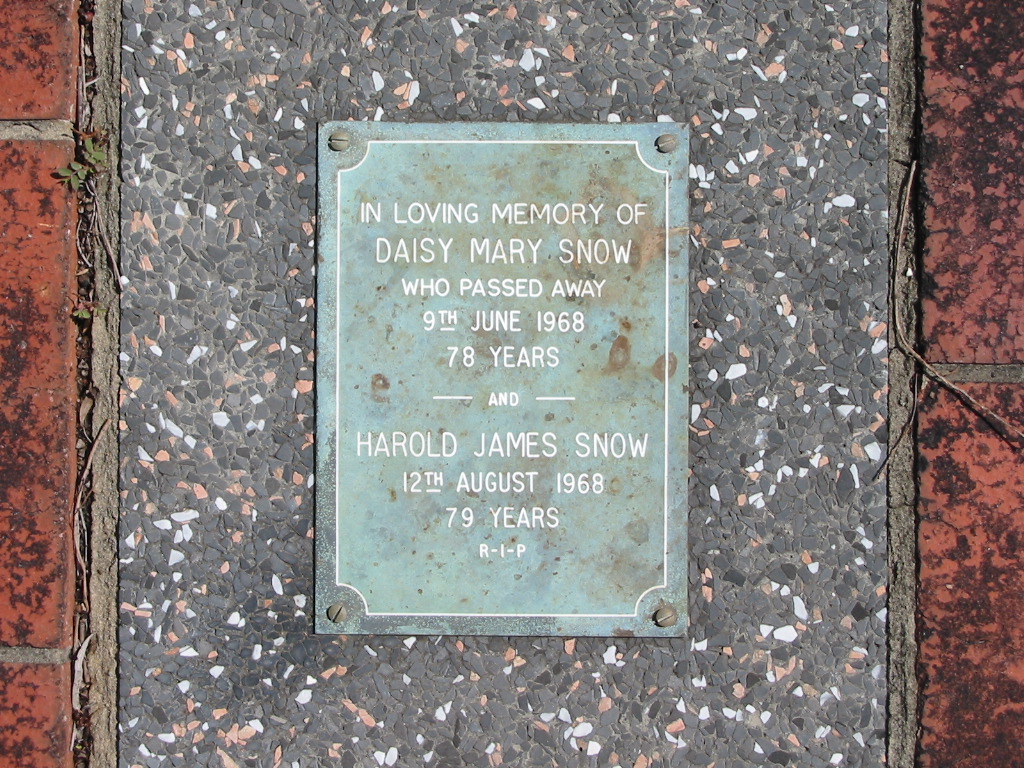 IN LOVING MEMORY OF
DAISY MARY SNOW
WHO PASSED AWAY
9TH JUNE 1968
78 YEARS
— AND —
HAROLD JAMES SNOW
12TH AUGUST 1968
79 YEARS
R-I-P